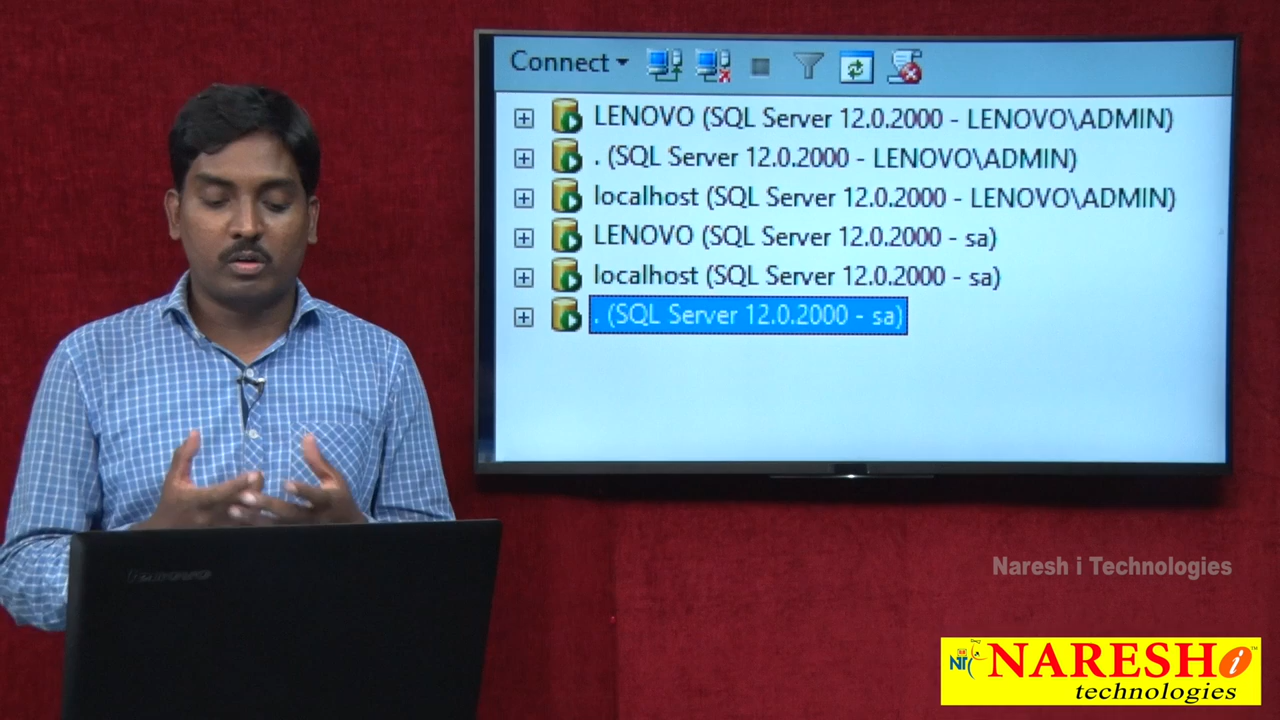 Connect
LENOVO (SQL Server 12.0.2000 - LENOVO\ADMIN)
. (SQL Server 12.0.2000 - LENOVO\ADMIN)
localhost (SQL Server 12.0.2000 - LENOVO\ADMIN)
LENOVO (SQL Server 12.0.2000 - sa)
localhost (SQL Server 12.0.2000 - sa)
. (SQL Server 12.0.2000 - sa)
lenovo
Naresh i Technologies
NARESH i
technologies